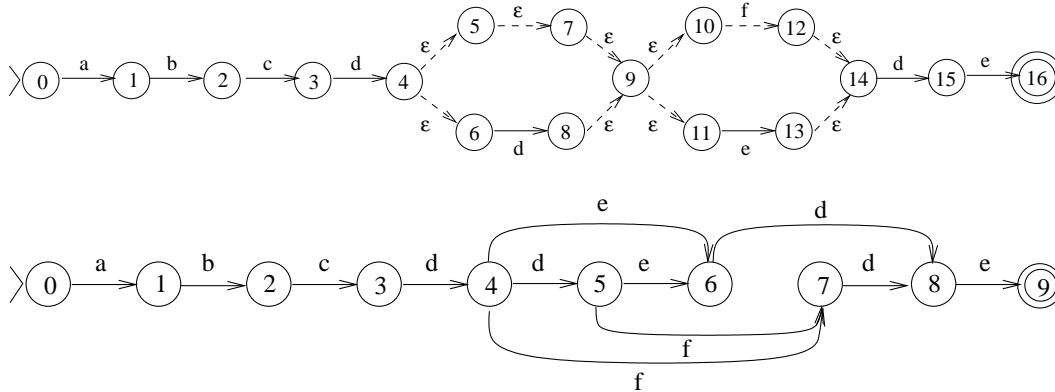 ε ε f
5 7 10 12
ε ε ε ε
a b c d d e
0 1 2 3 4 9 14 15 16
ε ε ε ε
6 8 11 13
d e
e d
a b c d d e d e
0 1 2 3 4 5 6 7 8 9
f
f